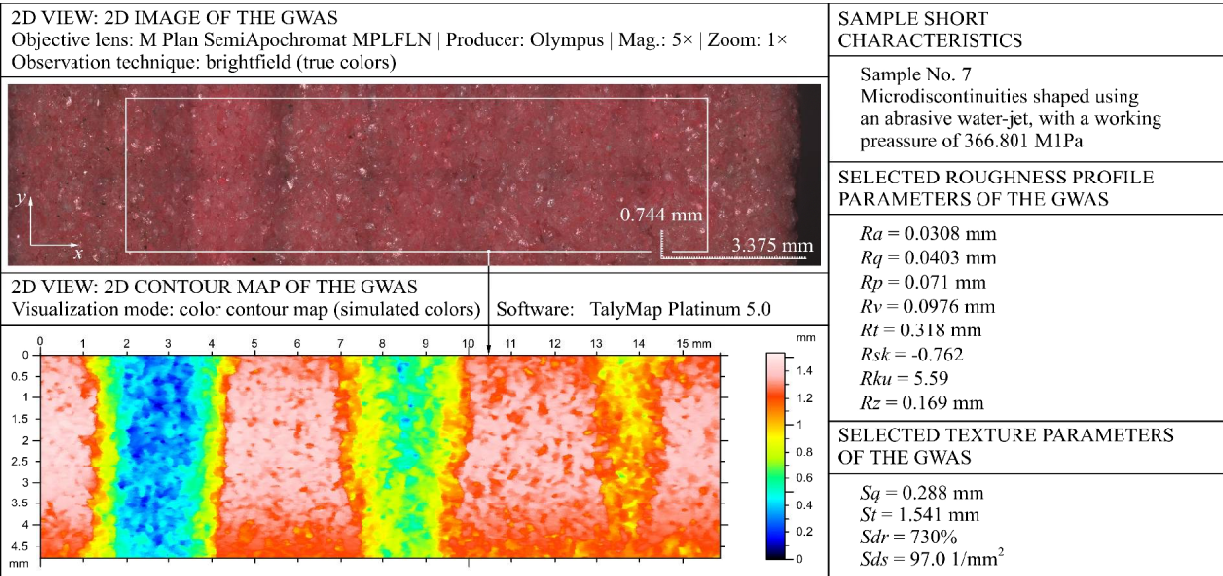 2D VIEW: 2D IMAGE OF THE GWAS
Objective lens: M Plan SemiApochromat MPLFLN | Producer: Olympus | Mag.: 5× | Zoom: 1×
Observation technique: brightfield (true colors)
y
x
0.744 mm
3.375 mm
2D VIEW: 2D CONTOUR MAP OF THE GWAS
Visualization mode: color contour map (simulated colors) Software: TalyMap Platinum 5.0
0 1 2 3 4 5 6 7 8 9 10 11 12 13 14 15 mm
0
0.5
1
1.5
2
2.5
3
3.5
4
4.5
mm
mm
1.4
1.2
1
0.8
0.6
0.4
0.2
0
SAMPLE SHORT
CHARACTERISTICS
Sample No. 7
Microdiscontinuities shaped using
an abrasive water-jet, with a working
preassure of 366.801 M1Pa
SELECTED ROUGHNESS PROFILE
PARAMETERS OF THE GWAS
Ra = 0.0308 mm
Rq = 0.0403 mm
Rp = 0.071 mm
Rv = 0.0976 mm
Rt = 0.318 mm
Rsk = -0.762
Rku = 5.59
Rz = 0.169 mm
SELECTED TEXTURE PARAMETERS
OF THE GWAS
Sq = 0.288 mm
St = 1.541 mm
Sdr = 730%
Sds = 97.0 1/mm²